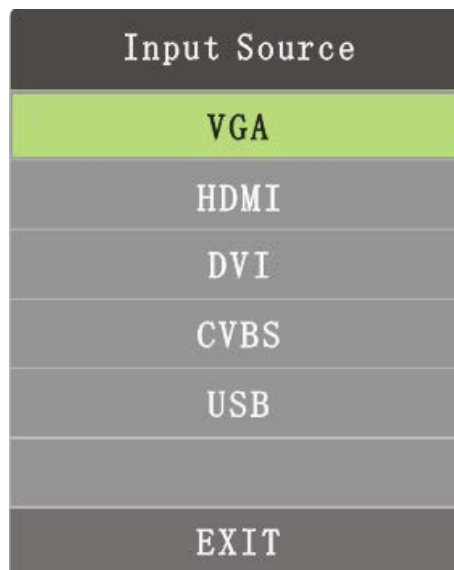 Input Source
VGA
HDMI
DVI
CVBS
USB
EXIT